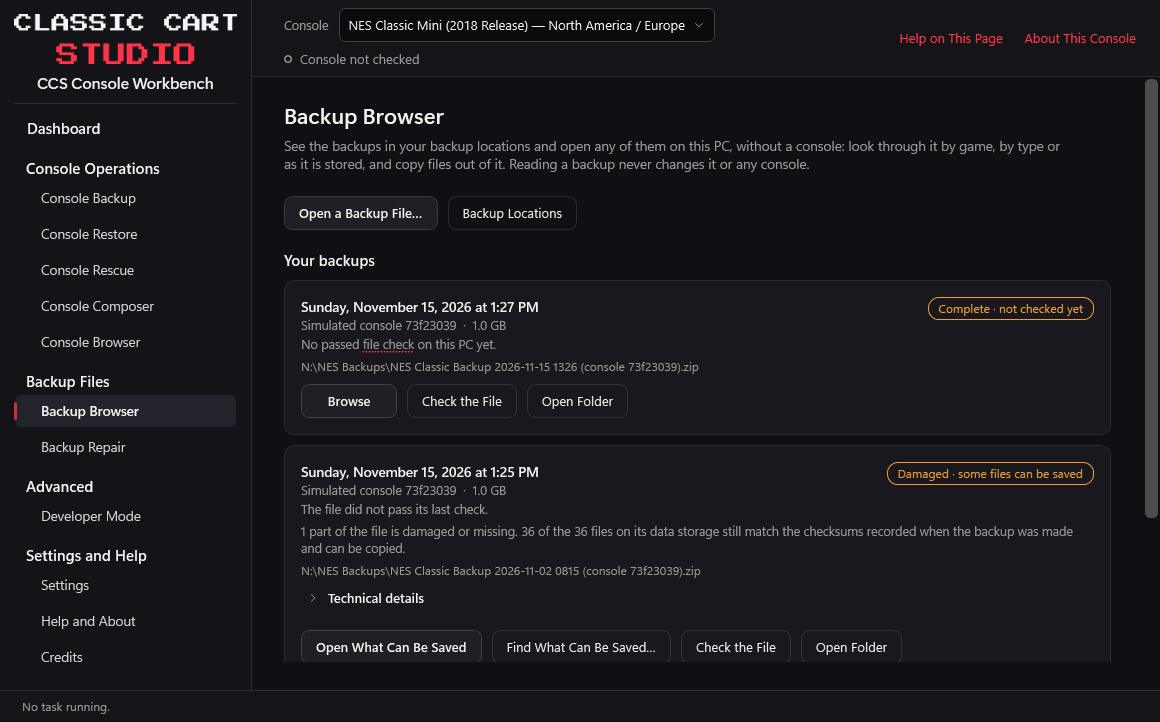 CLASSIC CART
STUDIO
CCS Console Workbench
Dashboard
Console Operations
Console Backup
Console Restore
Console Rescue
Console Composer
Console Browser
Backup Files
Backup Browser
Backup Repair
Advanced
Developer Mode
Settings and Help
Settings
Help and About
Credits
Console
NES Classic Mini (2018 Release) — North America / Europe
Console not checked
Help on This Page
About This Console
Backup Browser
See the backups in your backup locations and open any of them on this PC, without a console: look through it by game, by type or
as it is stored, and copy files out of it. Reading a backup never changes it or any console.
Open a Backup File...
Backup Locations
Your backups
Sunday, November 15, 2026 at 1:27 PM
Complete · not checked yet
Simulated console 73f23039 · 1.0 GB
No passed file check on this PC yet.
N:\NES Backups\NES Classic Backup 2026-11-15 1326 (console 73f23039).zip
Browse
Check the File
Open Folder
Sunday, November 15, 2026 at 1:25 PM
Damaged · some files can be saved
Simulated console 73f23039 · 1.0 GB
The file did not pass its last check.
1 part of the file is damaged or missing. 36 of the 36 files on its data storage still match the checksums recorded when the backup was made
and can be copied.
N:\NES Backups\NES Classic Backup 2026-11-02 0815 (console 73f23039).zip
Technical details
Open What Can Be Saved
Find What Can Be Saved...
Check the File
Open Folder
No task running.